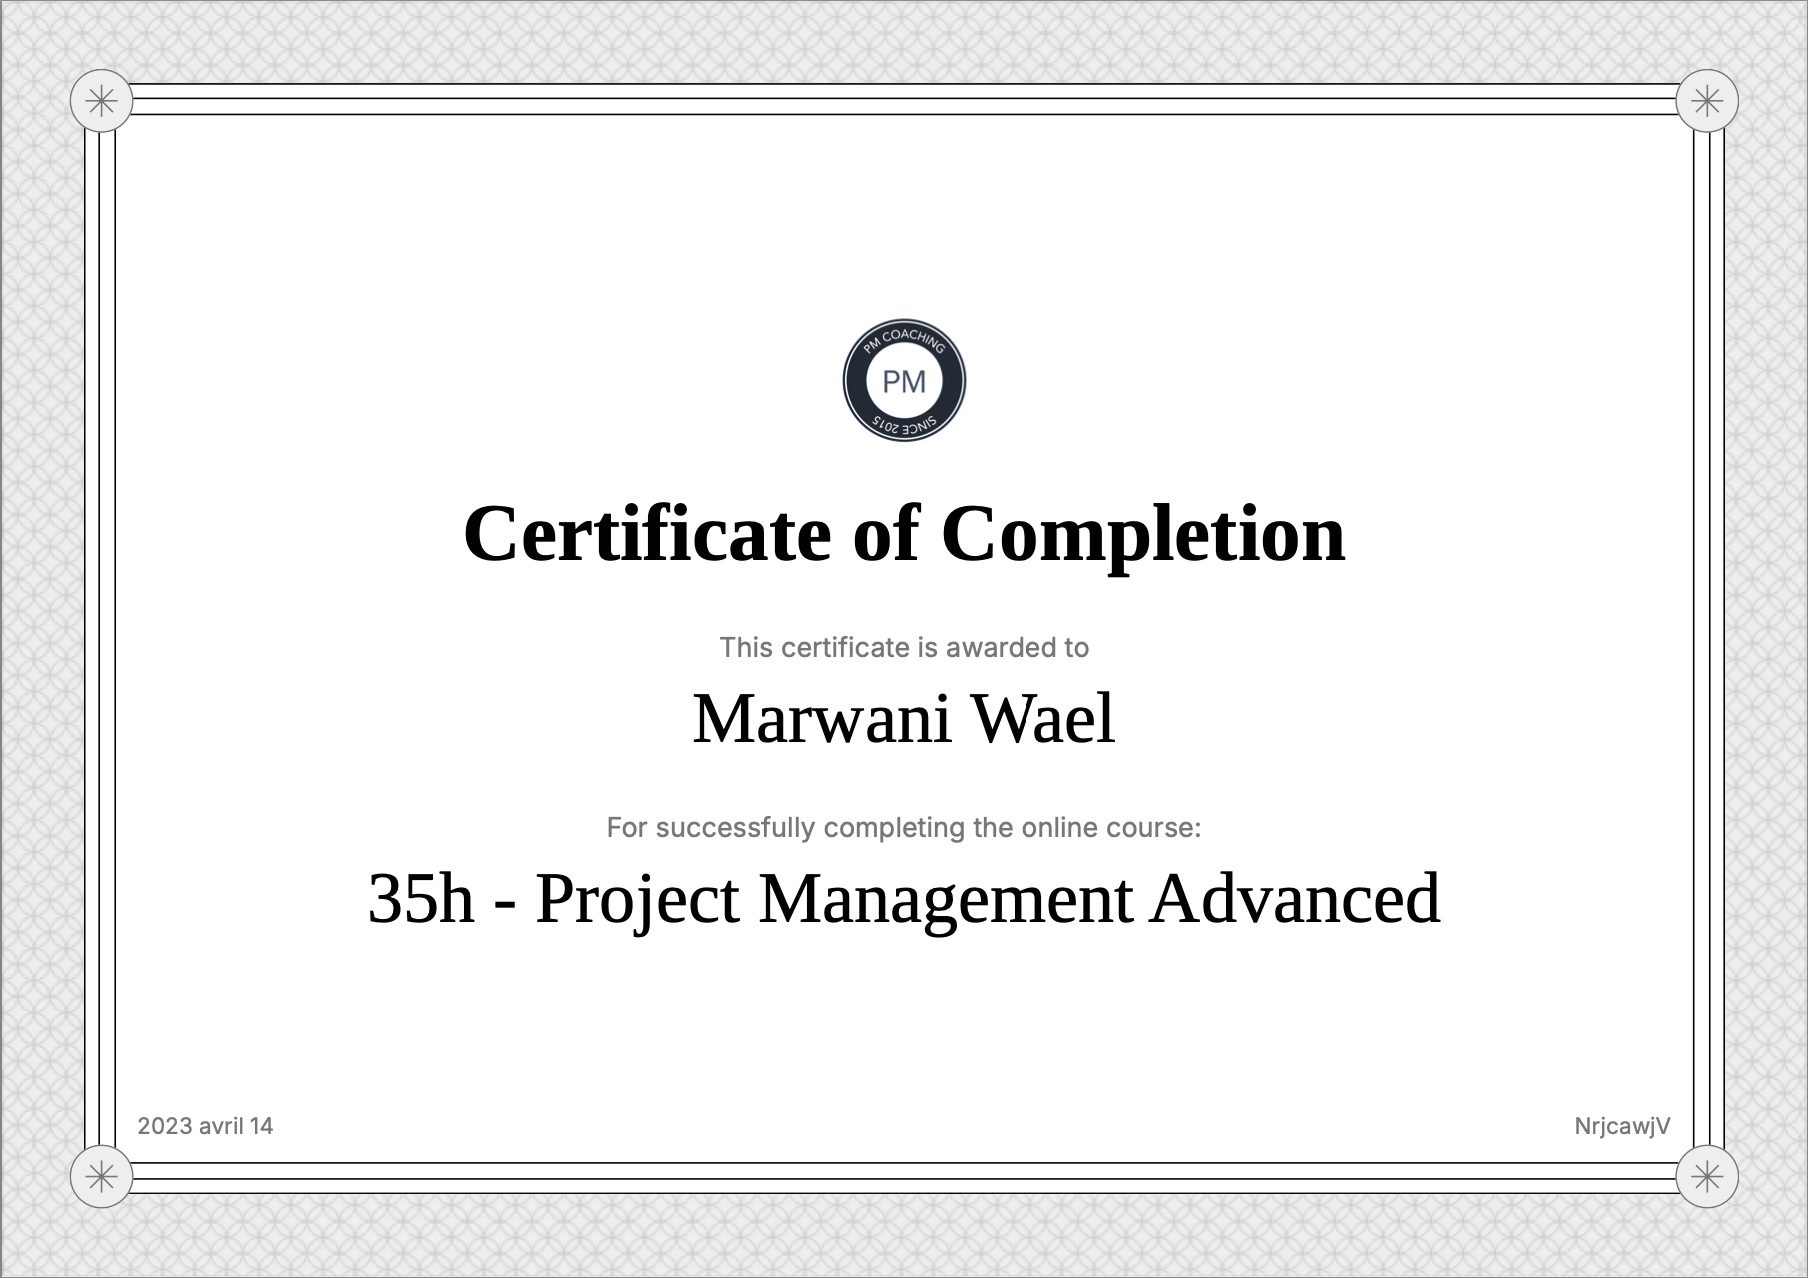 PM COACHING
PM
SINCE 2015
Certificate of Completion
This certificate is awarded to
Marwani Wael
For successfully completing the online course:
35h - Project Management Advanced
2023 avril 14
NrjcawjV